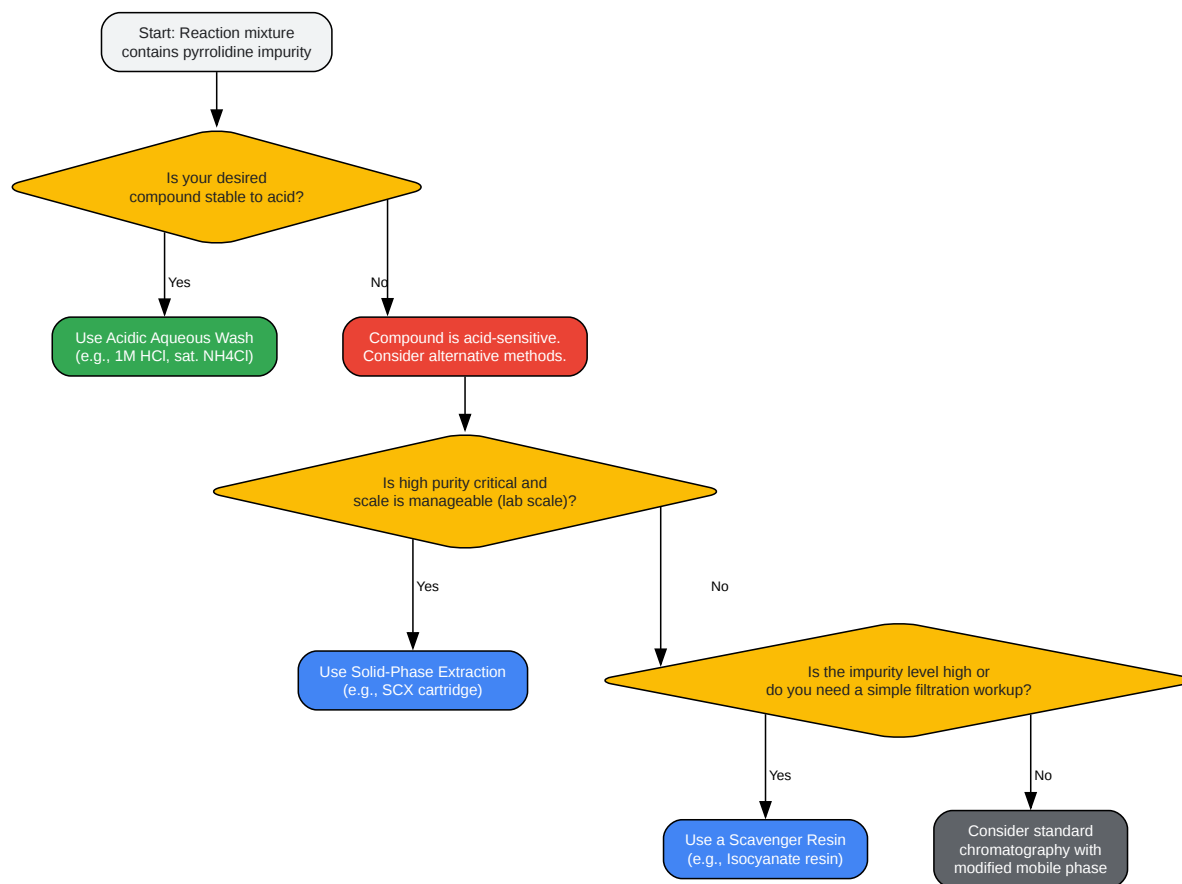 Start: Reaction mixture
contains pyrrolidine impurity
Is your desired
compound stable to acid?
Yes
No
Use Acidic Aqueous Wash
(e.g., 1M HCl, sat. NH4Cl)
Compound is acid-sensitive.
Consider alternative methods.
Is high purity critical and
scale is manageable (lab scale)?
Yes
No
Use Solid-Phase Extraction
(e.g., SCX cartridge)
Is the impurity level high or
do you need a simple filtration workup?
Yes
No
Use a Scavenger Resin
(e.g., Isocyanate resin)
Consider standard
chromatography with
modified mobile phase